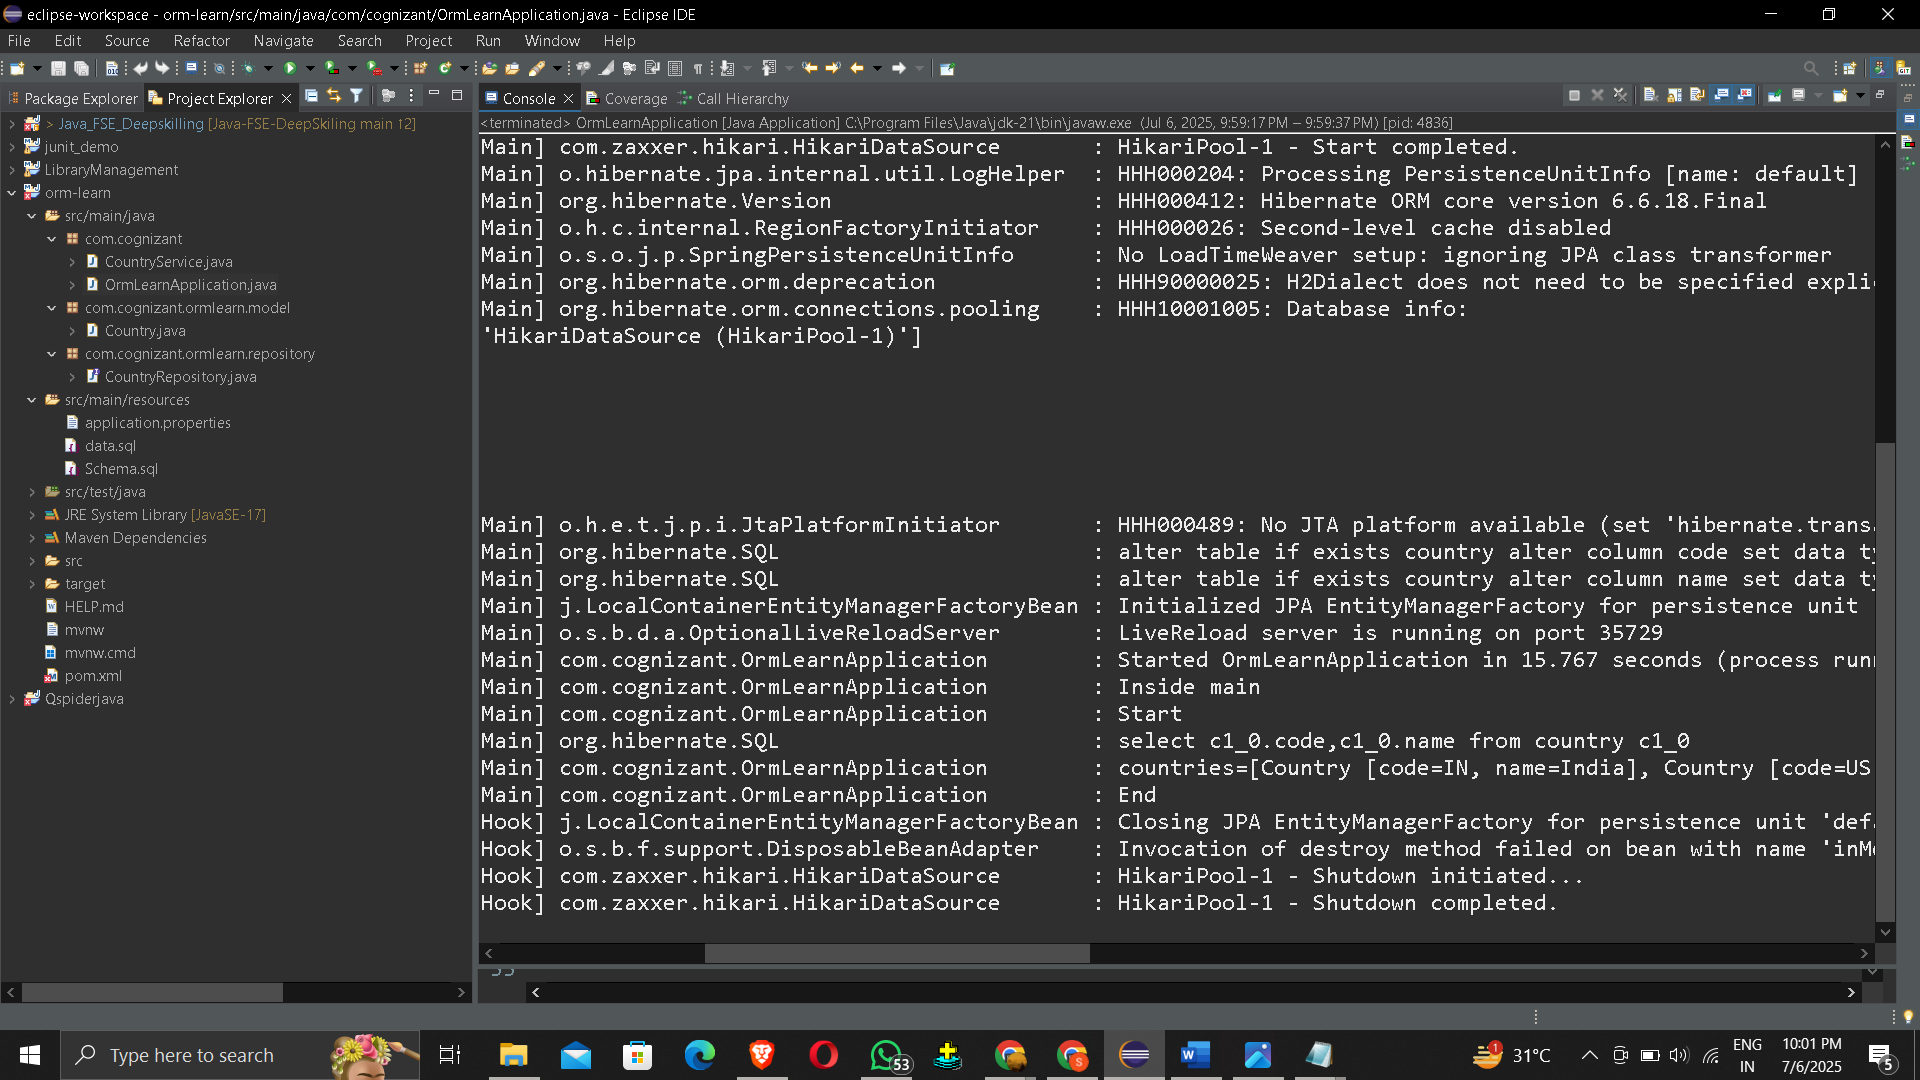 eclipse-workspace - orm-learn/src/main/java/com/cognizant/OrmLearnApplication.java - Eclipse IDE
File Edit Source Refactor Navigate Search Project Run Window Help
Package Explorer Project Explorer
> Java_FSE_Deepskilling [Java-FSE-DeepSkiling main ↑2]
junit_demo
LibraryManagement
orm-learn
src/main/java
com.cognizant
CountryService.java
OrmLearnApplication.java
com.cognizant.ormlearn.model
Country.java
com.cognizant.ormlearn.repository
CountryRepository.java
src/main/resources
application.properties
data.sql
Schema.sql
src/test/java
JRE System Library [JavaSE-17]
Maven Dependencies
src
target
HELP.md
mvnw
mvnw.cmd
pom.xml
Qspiderjava
Console Coverage Call Hierarchy
<terminated> OrmLearnApplication [Java Application] C:\Program Files\Java\jdk-21\bin\javaw.exe (Jul 6, 2025, 9:59:17 PM – 9:59:37 PM) [pid: 4836]
Main] com.zaxxer.hikari.HikariDataSource : HikariPool-1 - Start completed.
Main] o.hibernate.jpa.internal.util.LogHelper : HHH000204: Processing PersistenceUnitInfo [name: default]
Main] org.hibernate.Version : HHH000412: Hibernate ORM core version 6.6.18.Final
Main] o.h.c.internal.RegionFactoryInitiator : HHH000026: Second-level cache disabled
Main] o.s.o.j.p.SpringPersistenceUnitInfo : No LoadTimeWeaver setup: ignoring JPA class transformer
Main] org.hibernate.orm.deprecation : HHH90000025: H2Dialect does not need to be specified expli
Main] org.hibernate.orm.connections.pooling : HHH10001005: Database info:
'HikariDataSource (HikariPool-1)']
Main] o.h.e.t.j.p.i.JtaPlatformInitiator : HHH000489: No JTA platform available (set 'hibernate.trans
Main] org.hibernate.SQL : alter table if exists country alter column code set data ty
Main] org.hibernate.SQL : alter table if exists country alter column name set data ty
Main] j.LocalContainerEntityManagerFactoryBean : Initialized JPA EntityManagerFactory for persistence unit
Main] o.s.b.d.a.OptionalLiveReloadServer : LiveReload server is running on port 35729
Main] com.cognizant.OrmLearnApplication : Started OrmLearnApplication in 15.767 seconds (process run
Main] com.cognizant.OrmLearnApplication : Inside main
Main] com.cognizant.OrmLearnApplication : Start
Main] org.hibernate.SQL : select c1_0.code,c1_0.name from country c1_0
Main] com.cognizant.OrmLearnApplication : countries=[Country [code=IN, name=India], Country [code=US
Main] com.cognizant.OrmLearnApplication : End
Hook] j.LocalContainerEntityManagerFactoryBean : Closing JPA EntityManagerFactory for persistence unit 'def
Hook] o.s.b.f.support.DisposableBeanAdapter : Invocation of destroy method failed on bean with name 'inM
Hook] com.zaxxer.hikari.HikariDataSource : HikariPool-1 - Shutdown initiated...
Hook] com.zaxxer.hikari.HikariDataSource : HikariPool-1 - Shutdown completed.
Type here to search
53
1
31°C
ENG
IN
10:01 PM
7/6/2025
5